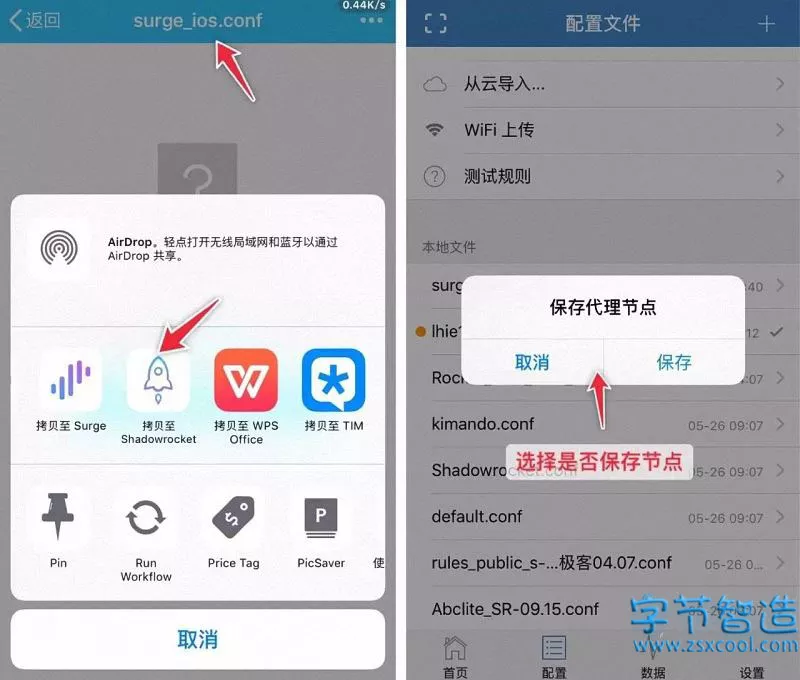 0.44K/s
返回
surge_ios.conf
AirDrop。轻点打开无线局域网和蓝牙以通过
AirDrop 共享。
拷贝至 Surge
拷贝至
Shadowrocket
拷贝至 WPS
Office
拷贝至 TIM
Pin
Run
Workflow
Price Tag
PicSaver
使
取消
配置文件
从云导入...
WiFi 上传
测试规则
本地文件
surg
40
lhie1
12
保存代理节点
取消
保存
Roc
:07
kimando.conf
05-26 09:07
选择是否保存节点
Shadowrocket.conf
05-26 09:07
default.conf
05-26 09:07
rules_public_s-...极客04.07.conf
05-26 0...
Abclite_SR-09.15.conf
字节智造
www.zsxcool.com
首页
配置
数据
设置